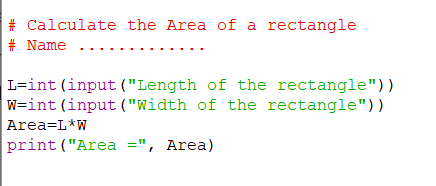 # Calculate the Area of a rectangle
# Name .............
L=int(input("Length of the rectangle"))
W=int(input("Width of the rectangle"))
Area=L*W
print("Area =", Area)